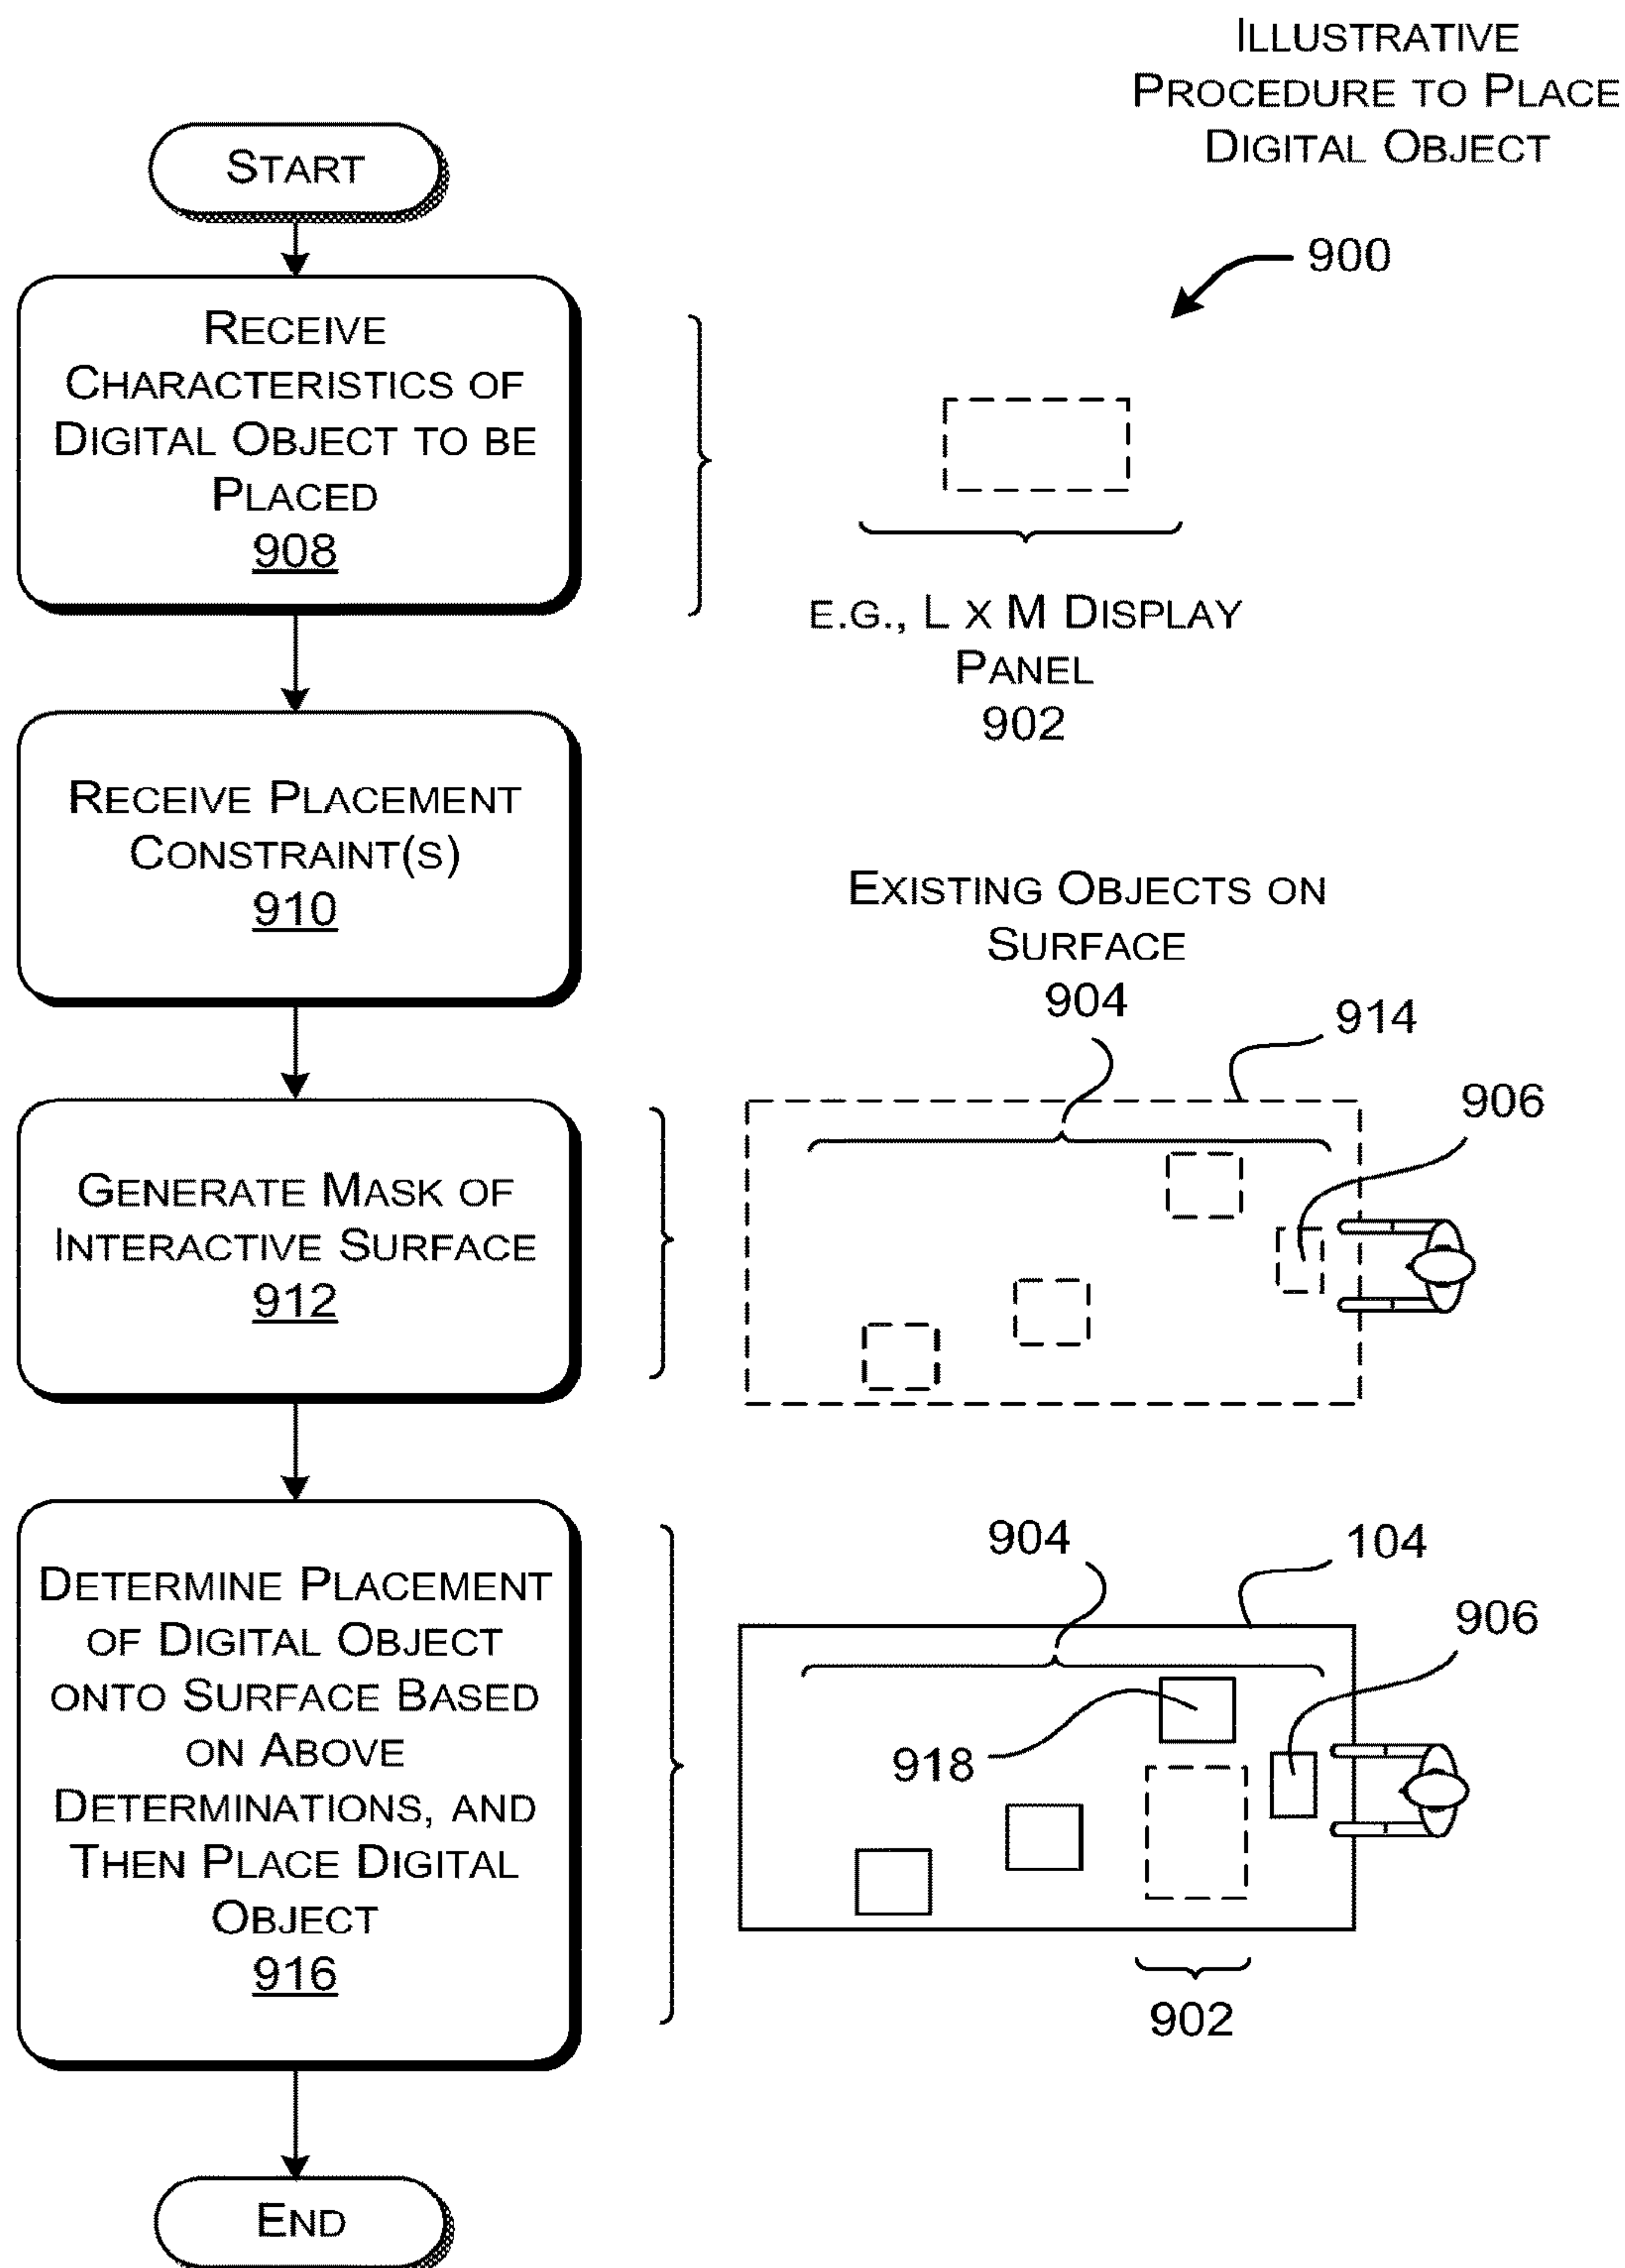 ILLUSTRATIVE
PROCEDURE TO PLACE
DIGITAL OBJECT
900
START
RECEIVE
CHARACTERISTICS OF
DIGITAL OBJECT TO BE
PLACED
908
E.G., L X M DISPLAY
PANEL
902
RECEIVE PLACEMENT
CONSTRAINT(S)
910
EXISTING OBJECTS ON
SURFACE
904
914
906
GENERATE MASK OF
INTERACTIVE SURFACE
912
DETERMINE PLACEMENT
OF DIGITAL OBJECT
ONTO SURFACE BASED
ON ABOVE
DETERMINATIONS, AND
THEN PLACE DIGITAL
OBJECT
916
904
104
906
918
902
END